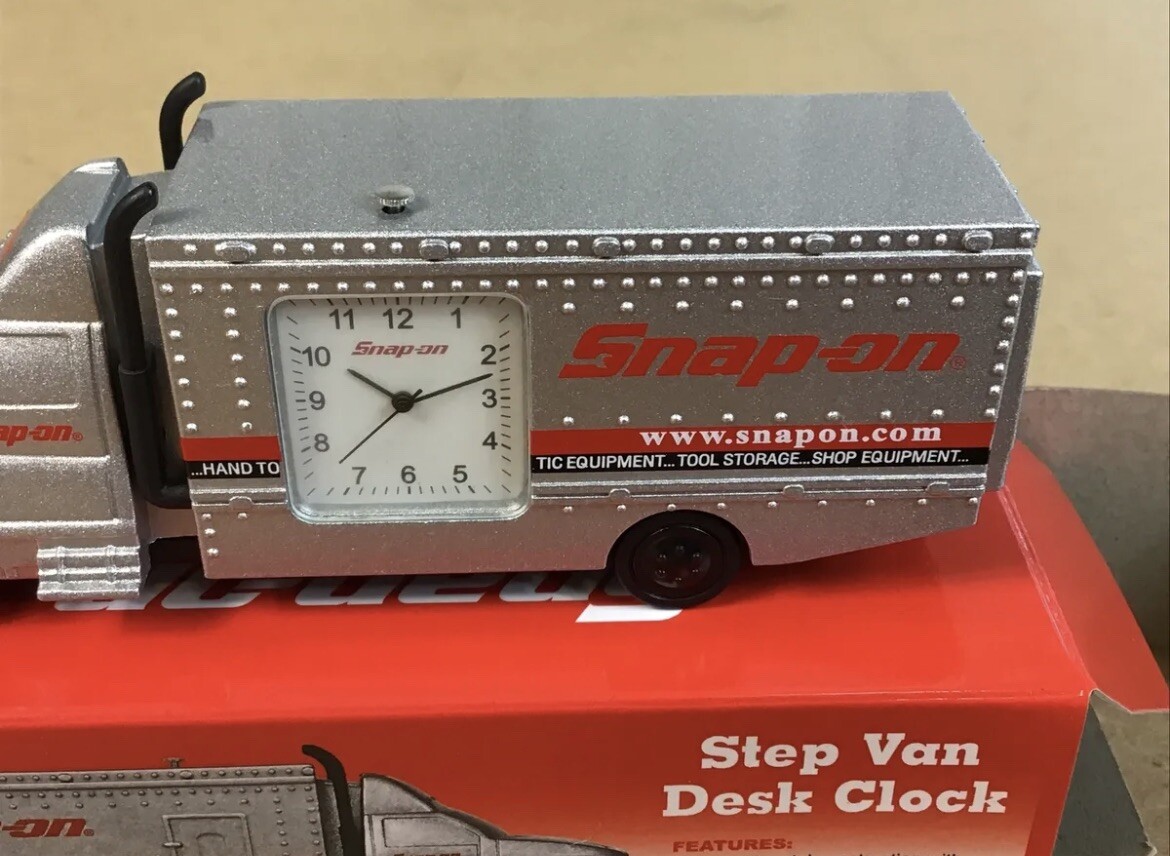 11 12 1
Snap-on
10 2
9 3
8 4
7 6 5
Snap-on®
www.snapon.com
...HAND TO
TIC EQUIPMENT...TOOL STORAGE...SHOP EQUIPMENT...
ap-on®
Step Van
Desk Clock
FEATURES:
-on®